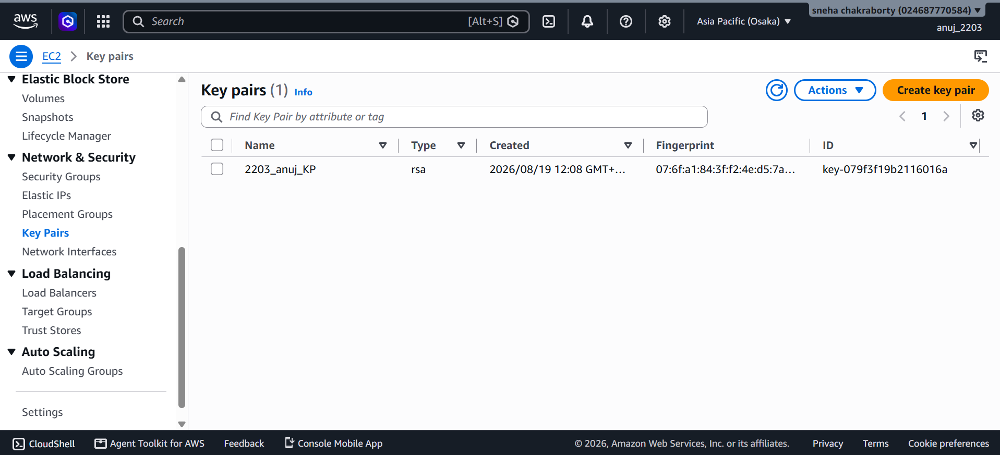 aws
Search
[Alt+S]
Asia Pacific (Osaka)
sneha chakraborty (024687770584)
anuj_2203
EC2
Key pairs
Elastic Block Store
Volumes
Snapshots
Lifecycle Manager
Network & Security
Security Groups
Elastic IPs
Placement Groups
Key Pairs
Network Interfaces
Load Balancing
Load Balancers
Target Groups
Trust Stores
Auto Scaling
Auto Scaling Groups
Settings
Key pairs (1) Info
Actions
Create key pair
Find Key Pair by attribute or tag
1
Name Type Created Fingerprint ID
2203_anuj_KP rsa 2026/08/19 12:08 GMT+... 07:6f:a1:84:3f:f2:4e:d5:7a... key-079f3f19b2116016a
CloudShell Agent Toolkit for AWS Feedback Console Mobile App © 2026, Amazon Web Services, Inc. or its affiliates. Privacy Terms Cookie preferences